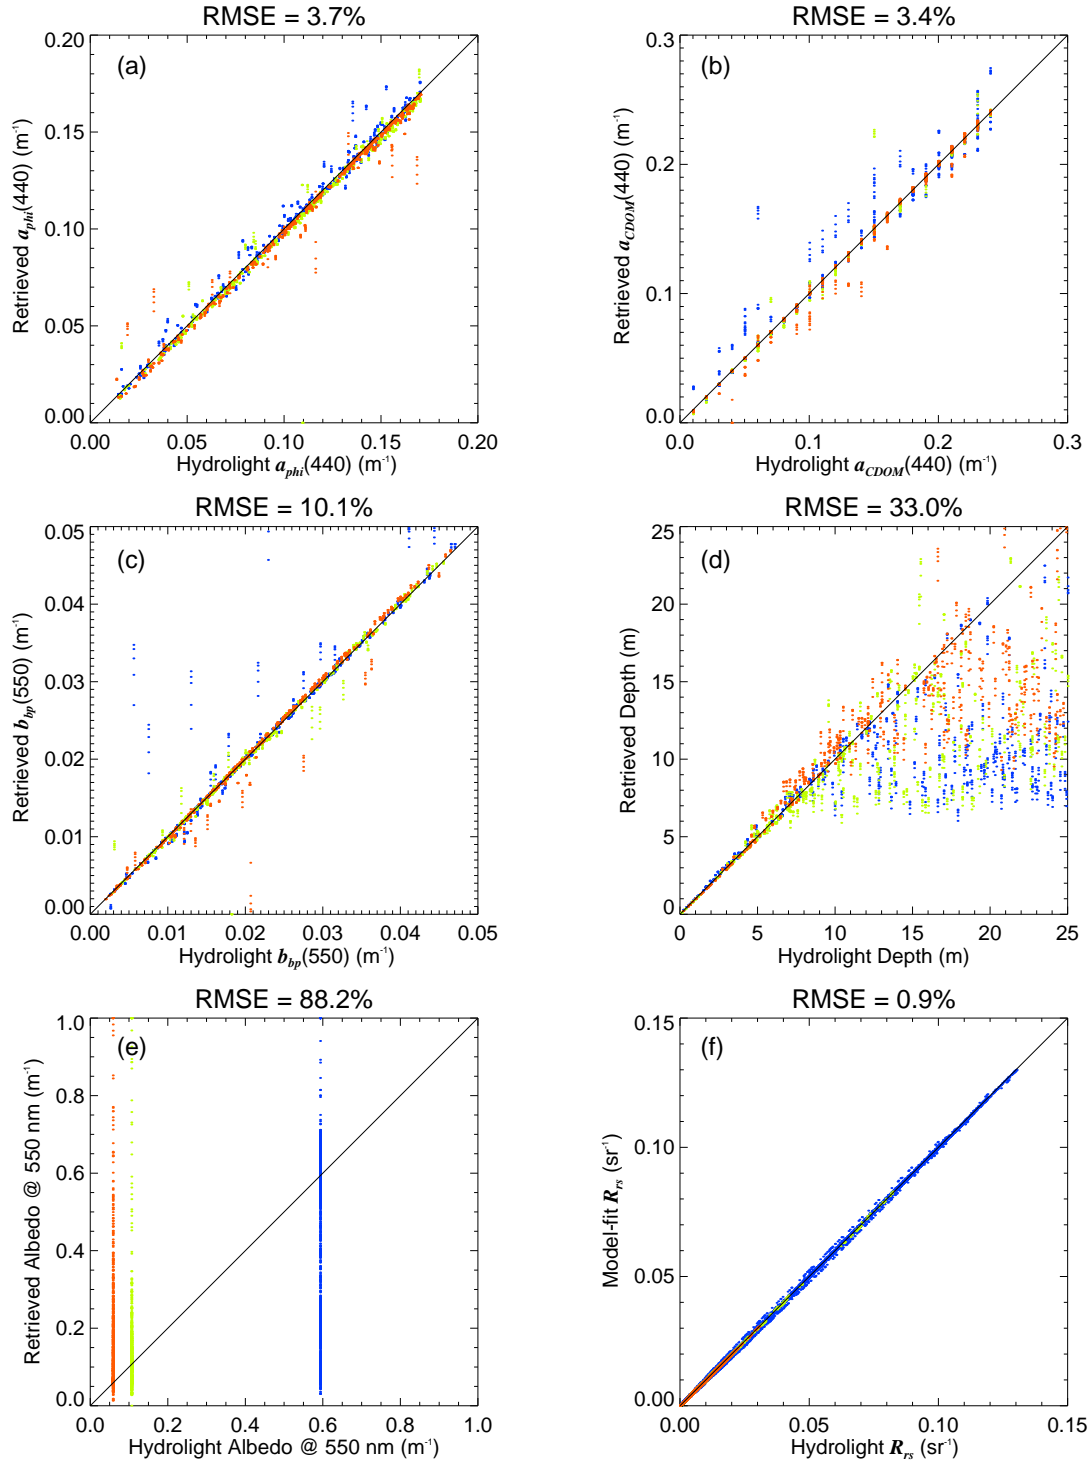 RMSE = 3.7%
RMSE = 3.4%
(a)
(b)
0.20
0.15
0.10
0.05
0.00
Retrieved a_phi(440) (m⁻¹)
0.00 0.05 0.10 0.15 0.20
Hydrolight a_phi(440) (m⁻¹)
0.3
0.2
0.1
0.0
Retrieved a_CDOM(440) (m⁻¹)
0.0 0.1 0.2 0.3
Hydrolight a_CDOM(440) (m⁻¹)
RMSE = 10.1%
RMSE = 33.0%
(c)
(d)
0.05
0.04
0.03
0.02
0.01
0.00
Retrieved b_bp(550) (m⁻¹)
0.00 0.01 0.02 0.03 0.04 0.05
Hydrolight b_bp(550) (m⁻¹)
25
20
15
10
5
0
Retrieved Depth (m)
0 5 10 15 20 25
Hydrolight Depth (m)
RMSE = 88.2%
RMSE = 0.9%
(e)
(f)
1.0
0.8
0.6
0.4
0.2
0.0
Retrieved Albedo @ 550 nm (m⁻¹)
0.0 0.2 0.4 0.6 0.8 1.0
Hydrolight Albedo @ 550 nm (m⁻¹)
0.15
0.10
0.05
0.00
Model-fit R_rs (sr⁻¹)
0.00 0.05 0.10 0.15
Hydrolight R_rs (sr⁻¹)